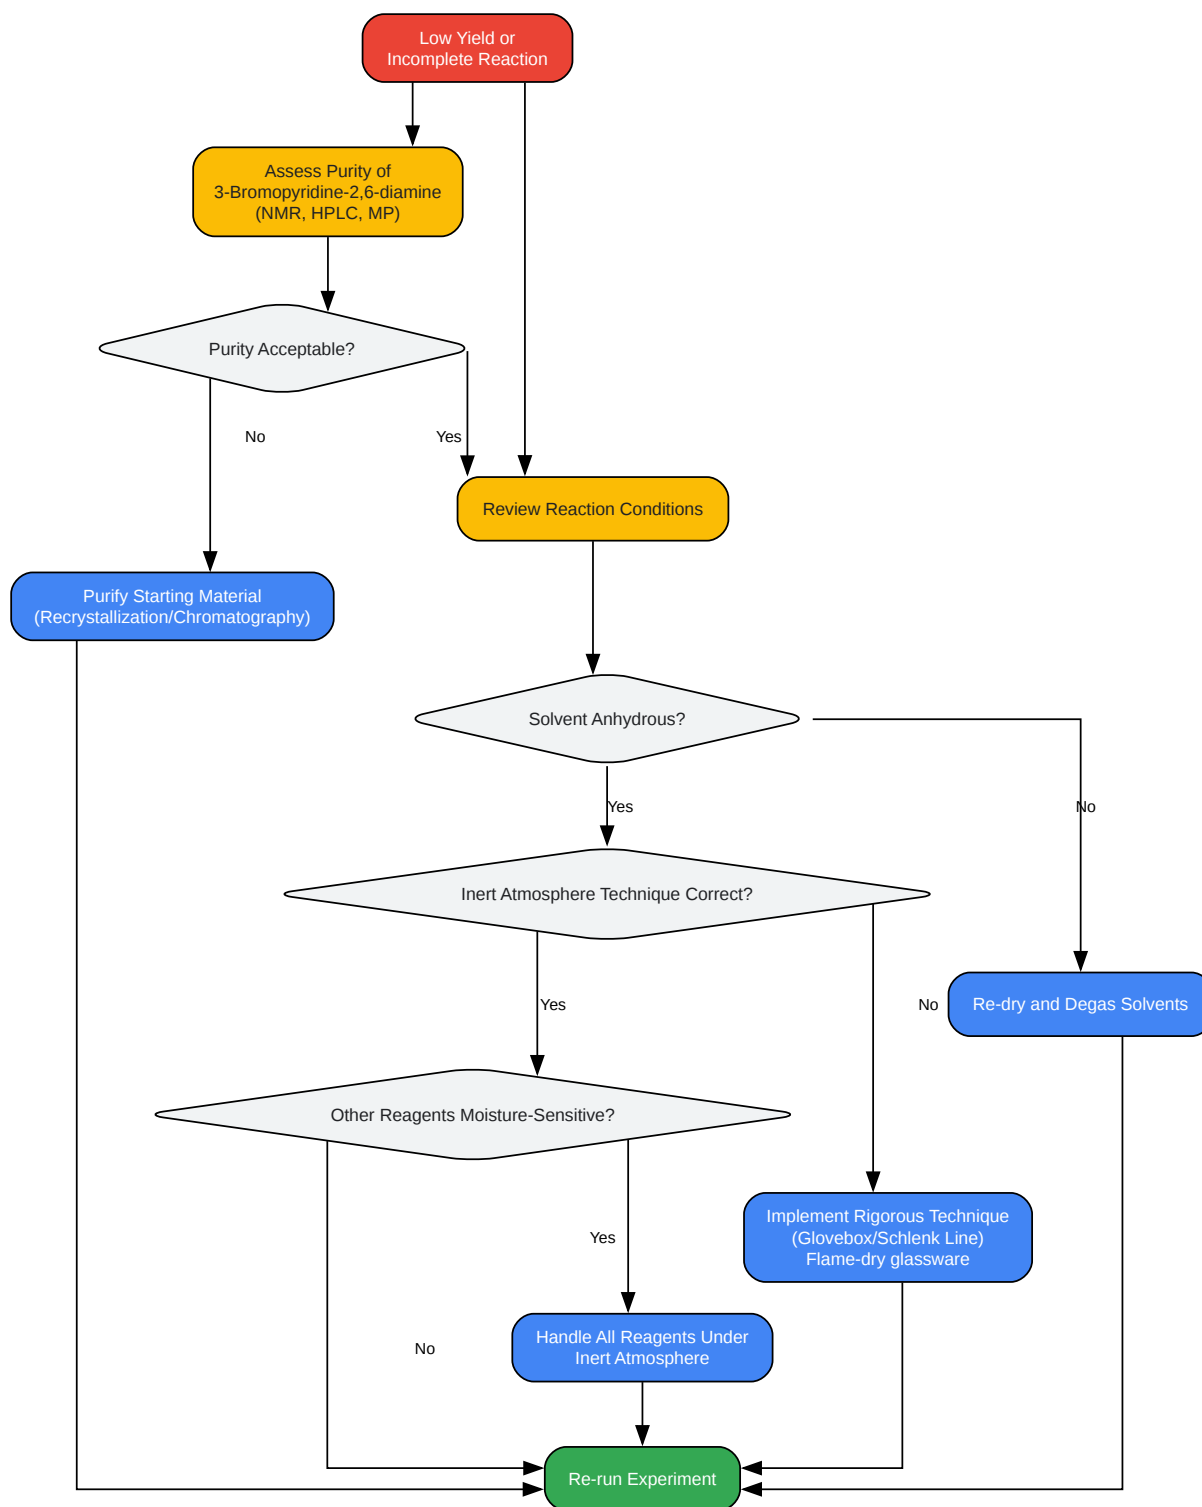 Low Yield or
Incomplete Reaction
Assess Purity of
3-Bromopyridine-2,6-diamine
(NMR, HPLC, MP)
Purity Acceptable?
No
Yes
Review Reaction Conditions
Purify Starting Material
(Recrystallization/Chromatography)
Solvent Anhydrous?
Yes
No
Inert Atmosphere Technique Correct?
Yes
No
Re-dry and Degas Solvents
Other Reagents Moisture-Sensitive?
Implement Rigorous Technique
(Glovebox/Schlenk Line)
Flame-dry glassware
Yes
Handle All Reagents Under
Inert Atmosphere
No
Re-run Experiment